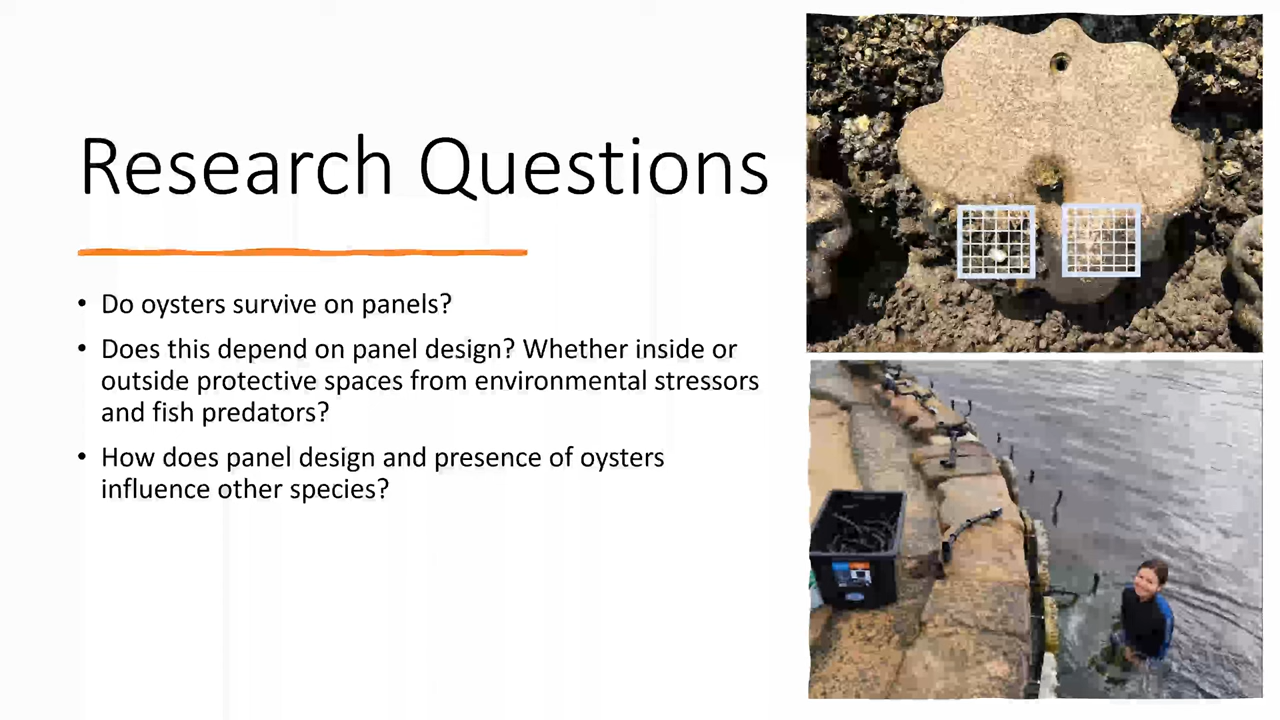 Research Questions
• Do oysters survive on panels?
• Does this depend on panel design? Whether inside or
outside protective spaces from environmental stressors
and fish predators?
• How does panel design and presence of oysters
influence other species?